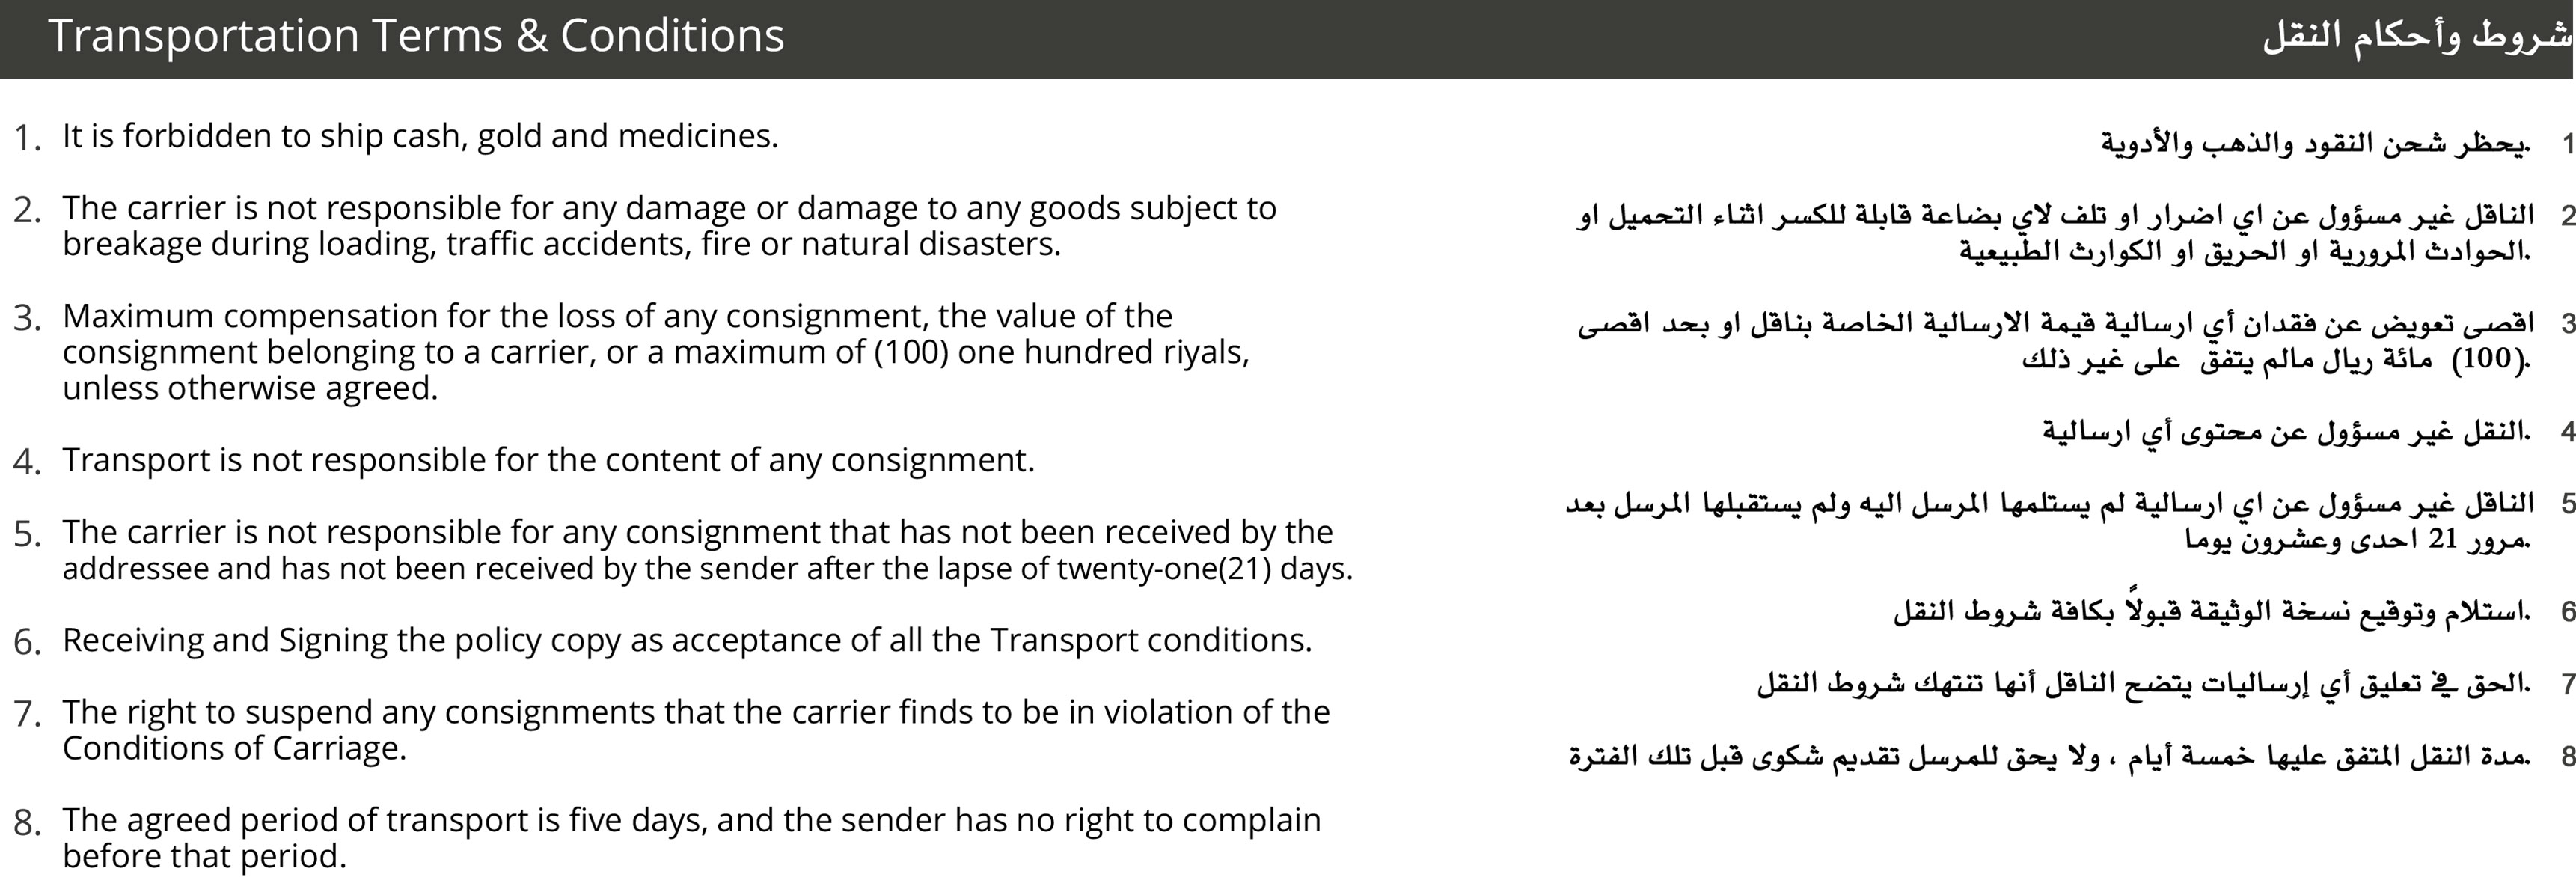 Transportation Terms & Conditions
شروط وأحكام النقل
1. It is forbidden to ship cash, gold and medicines.
2. The carrier is not responsible for any damage or damage to any goods subject to
breakage during loading, traffic accidents, fire or natural disasters.
3. Maximum compensation for the loss of any consignment, the value of the
consignment belonging to a carrier, or a maximum of (100) one hundred riyals,
unless otherwise agreed.
4. Transport is not responsible for the content of any consignment.
5. The carrier is not responsible for any consignment that has not been received by the
addressee and has not been received by the sender after the lapse of twenty-one(21) days.
6. Receiving and Signing the policy copy as acceptance of all the Transport conditions.
7. The right to suspend any consignments that the carrier finds to be in violation of the
Conditions of Carriage.
8. The agreed period of transport is five days, and the sender has no right to complain
before that period.
1 .يحظر شحن النقود والذهب والأدوية
2 الناقل غير مسؤول عن اي اضرار او تلف لاي بضاعة قابلة للكسر اثناء التحميل او
.الحوادث المرورية او الحريق او الكوارث الطبيعية
3 اقصى تعويض عن فقدان أي ارسالية قيمة الارسالية الخاصة بناقل او بحد اقصى
.(100) مائة ريال مالم يتفق على غير ذلك
4 .النقل غير مسؤول عن محتوى أي ارسالية
5 الناقل غير مسؤول عن اي ارسالية لم يستلمها المرسل اليه ولم يستقبلها المرسل بعد
.مرور 21 احدى وعشرون يوما
6 .استلام وتوقيع نسخة الوثيقة قبولاً بكافة شروط النقل
7 .الحق في تعليق أي إرساليات يتضح الناقل أنها تنتهك شروط النقل
8 .مدة النقل المتفق عليها خمسة أيام ، ولا يحق للمرسل تقديم شكوى قبل تلك الفترة